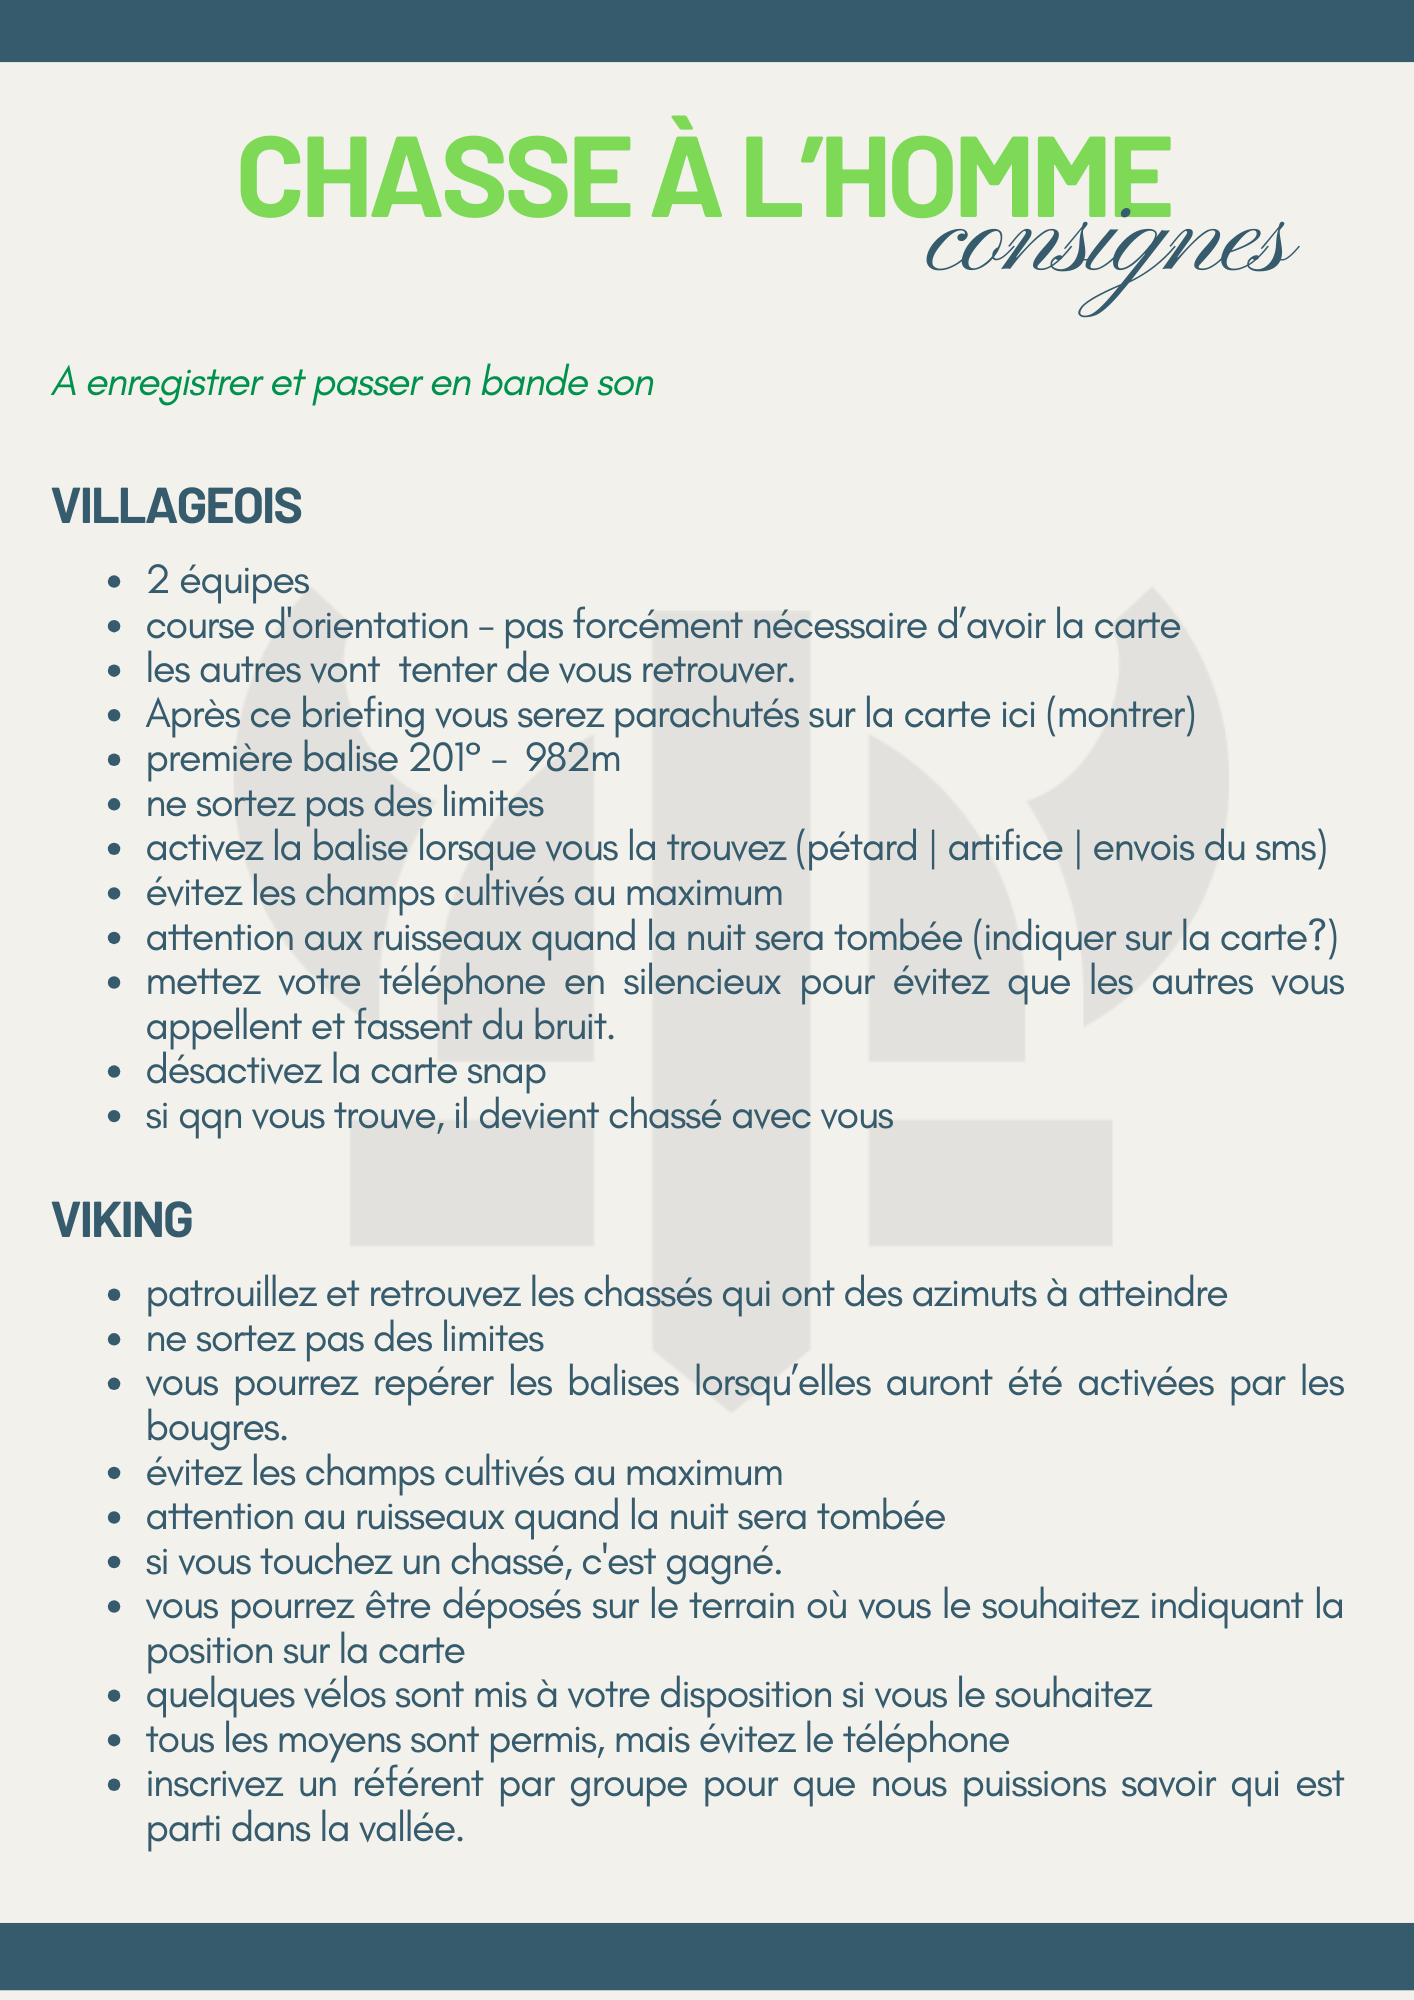 CHASSE À L’HOMME
consignes
A enregistrer et passer en bande son
VILLAGEOIS
• 2 équipes
• course d'orientation - pas forcément nécessaire d’avoir la carte
• les autres vont  tenter de vous retrouver.
• Après ce briefing vous serez parachutés sur la carte ici (montrer)
• première balise 201° -  982m
• ne sortez pas des limites
• activez la balise lorsque vous la trouvez (pétard | artifice | envois du sms)
• évitez les champs cultivés au maximum
• attention aux ruisseaux quand la nuit sera tombée (indiquer sur la carte?)
• mettez votre téléphone en silencieux pour évitez que les autres vous
appellent et fassent du bruit.
• désactivez la carte snap
• si qqn vous trouve, il devient chassé avec vous
VIKING
• patrouillez et retrouvez les chassés qui ont des azimuts à atteindre
• ne sortez pas des limites
• vous pourrez repérer les balises lorsqu’elles auront été activées par les
bougres.
• évitez les champs cultivés au maximum
• attention au ruisseaux quand la nuit sera tombée
• si vous touchez un chassé, c'est gagné.
• vous pourrez être déposés sur le terrain où vous le souhaitez indiquant la
position sur la carte
• quelques vélos sont mis à votre disposition si vous le souhaitez
• tous les moyens sont permis, mais évitez le téléphone
• inscrivez un référent par groupe pour que nous puissions savoir qui est
parti dans la vallée.